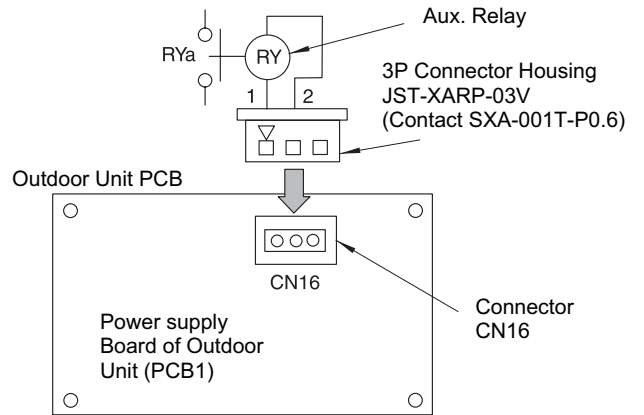 Aux. Relay
RYa
RY
1 2
3P Connector Housing
JST-XARP-03V
(Contact SXA-001T-P0.6)
Outdoor Unit PCB
CN16
Power supply
Board of Outdoor
Unit (PCB1)
Connector
CN16